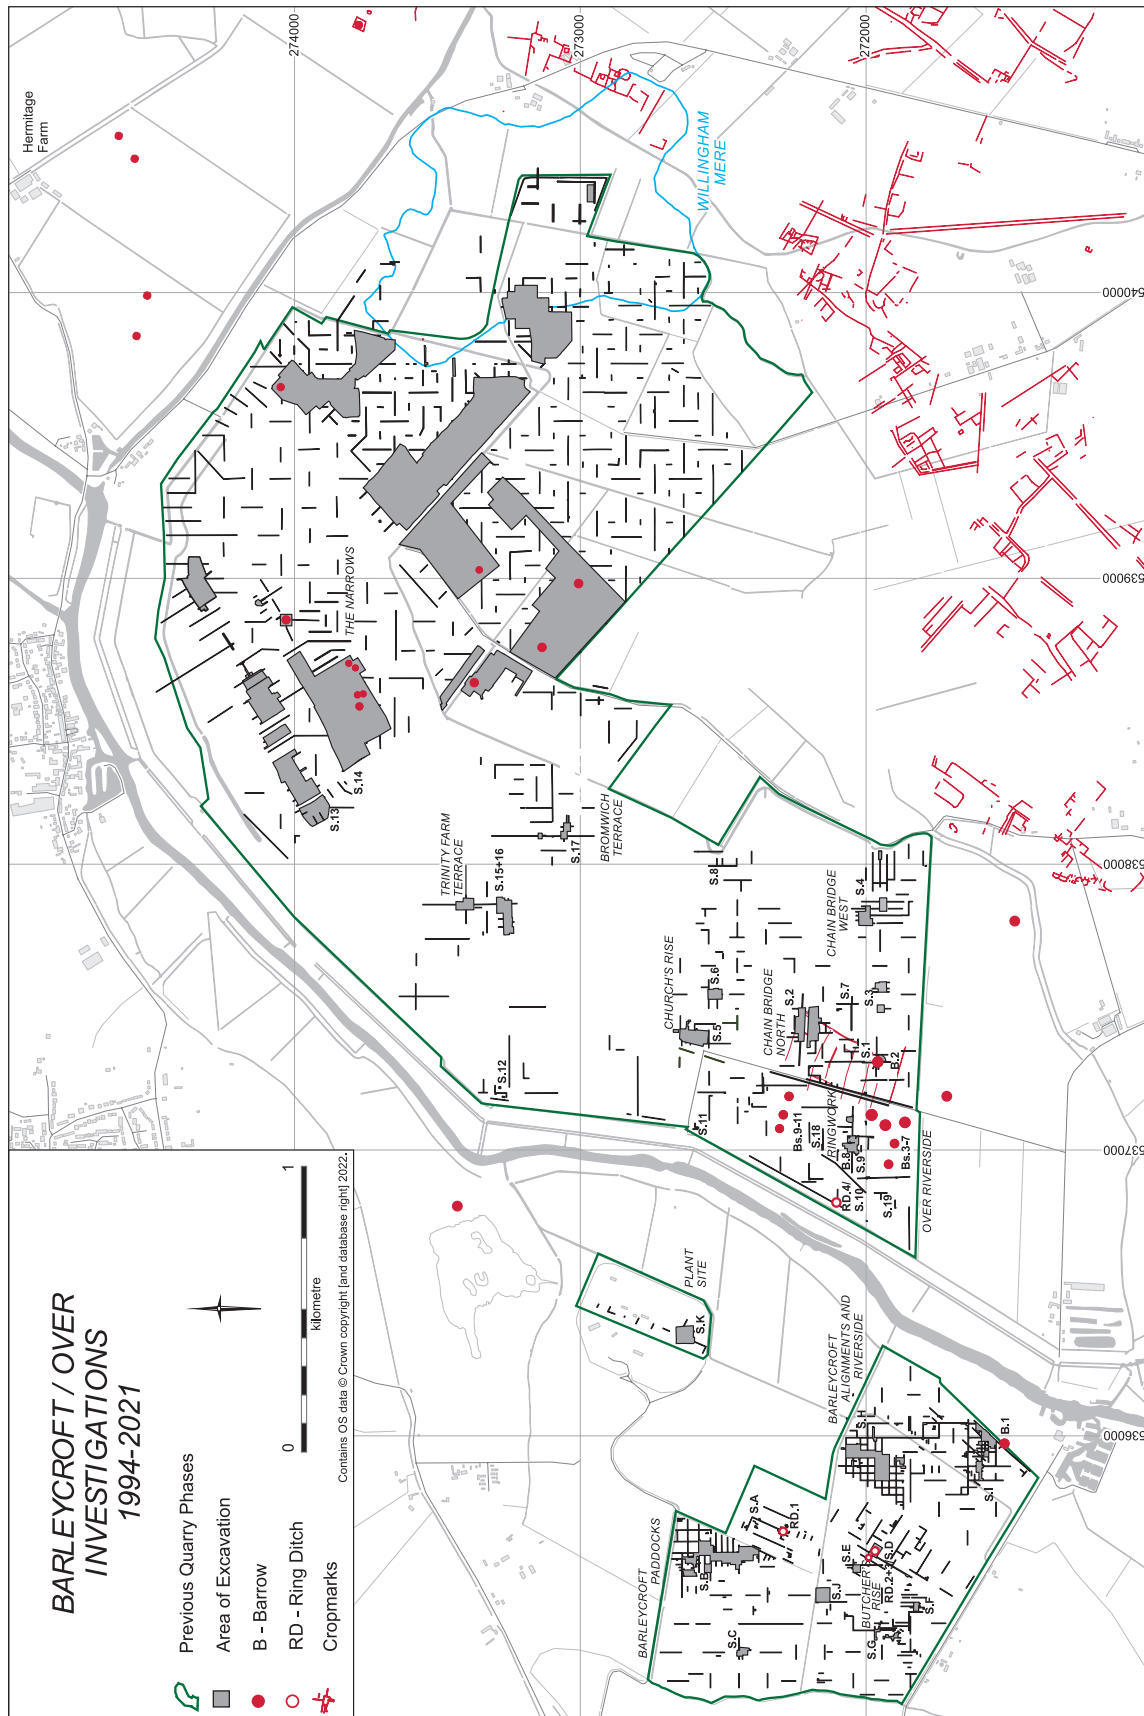 BARLEYCROFT / OVER
INVESTIGATIONS
1994-2021
Previous Quarry Phases
Area of Excavation
B - Barrow
RD - Ring Ditch
Cropmarks
0
1
kilometre
Contains OS data © Crown copyright [and database right] 2022.
Hermitage
Farm
274000
273000
272000
540000
539000
538000
537000
536000
WILLINGHAM
MERE
THE NARROWS
S.14
S.13
TRINITY FARM
TERRACE
S.15+16
S.17
BROMWICH
TERRACE
S.12
S.8
CHURCH'S RISE
S.6
S.5
S.11
CHAIN BRIDGE
WEST
S.4
CHAIN BRIDGE
NORTH
S.2
S.7
S.3
S.1
B.2
Bs.9-11
S.18
RINGWORK
B.8
S.9
Bs.3-7
RD.4/
S.10
S.19
OVER RIVERSIDE
PLANT
SITE
S.K
BARLEYCROFT
ALIGNMENTS AND
RIVERSIDE
S.H
B.1
S.I
BARLEYCROFT
PADDOCKS
S.A
RD.1
S.B
S.C
S.J
S.E
BUTCHER'S
RISE
S.D
S.F
S.G